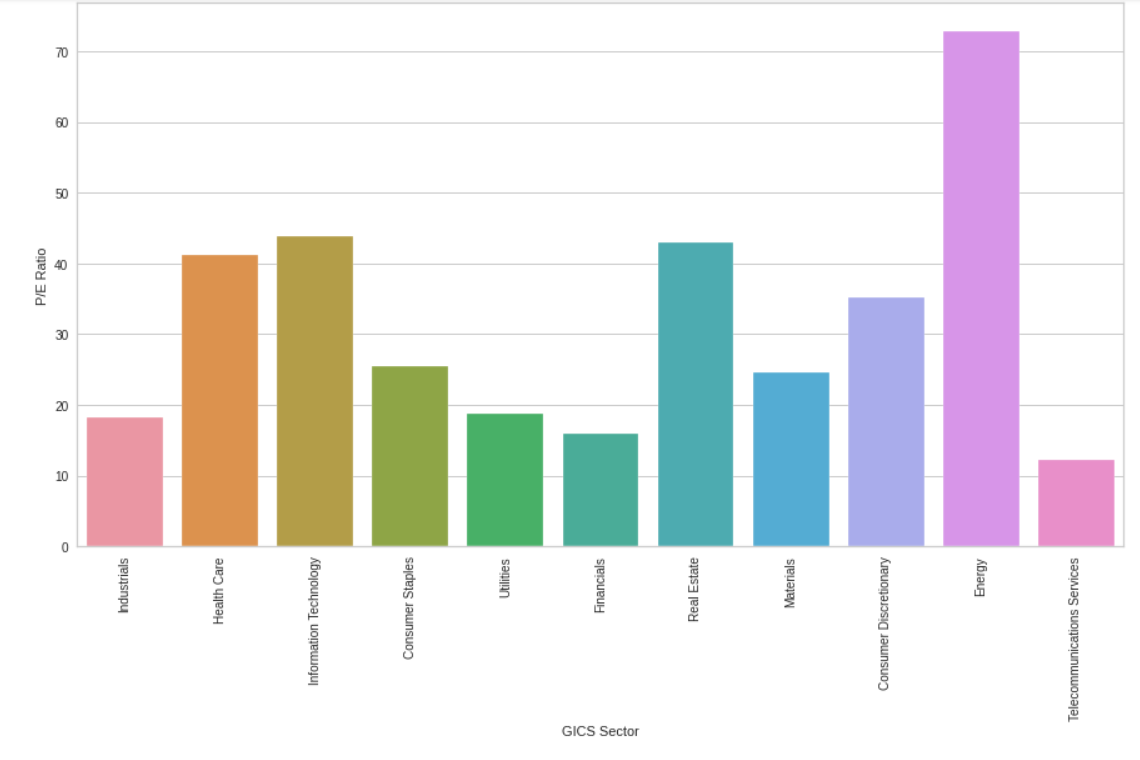 70
60
50
40
30
20
10
0
P/E Ratio
Industrials
Health Care
Information Technology
Consumer Staples
Utilities
Financials
Real Estate
Materials
Consumer Discretionary
Energy
Telecommunications Services
GICS Sector